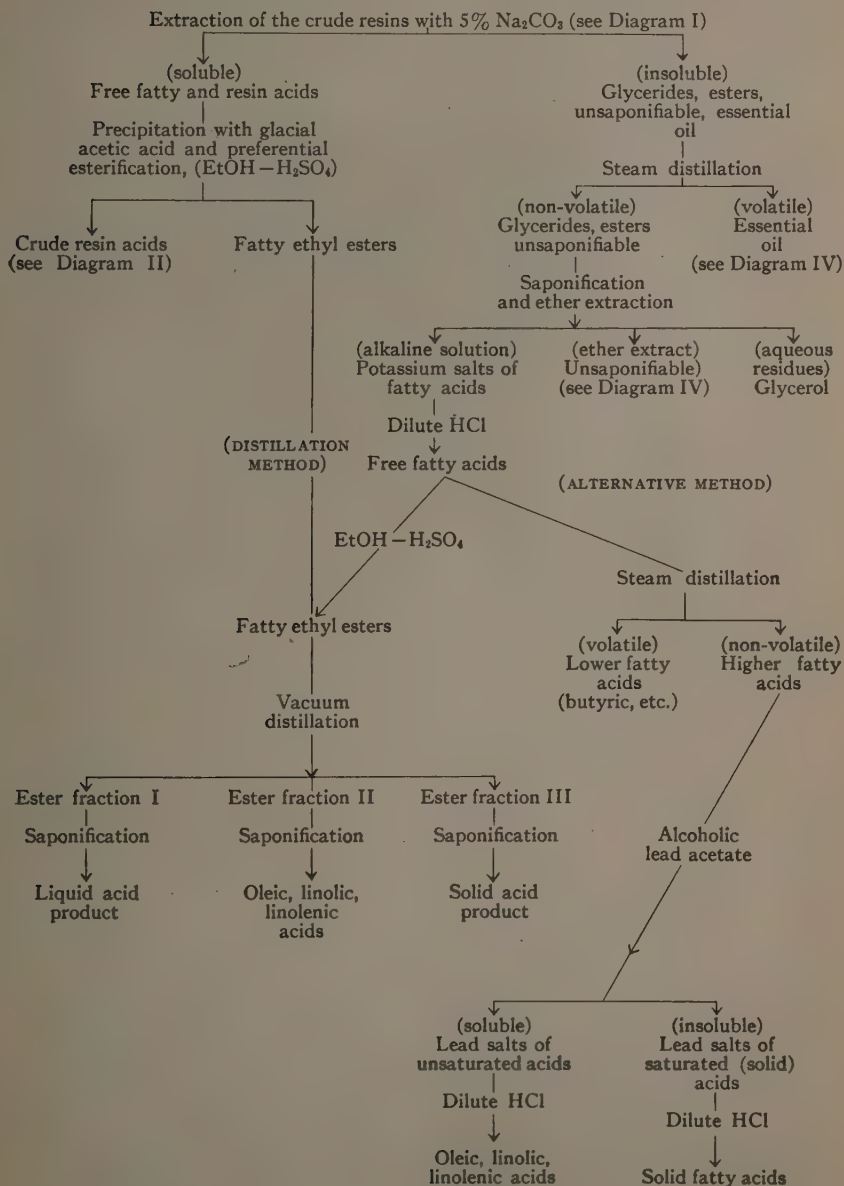 Extraction of the crude resins with 5% Na₂CO₃ (see Diagram I)
(soluble)
Free fatty and resin acids
Precipitation with glacial
acetic acid and preferential
esterification, (EtOH—H₂SO₄)
Crude resin acids
(see Diagram II)
Fatty ethyl esters
(insoluble)
Glycerides, esters,
unsaponifiable, essential
oil
Steam distillation
(non-volatile)
Glycerides, esters
unsaponifiable
(volatile)
Essential
oil
(see Diagram IV)
Saponification
and ether extraction
(alkaline solution)
Potassium salts of
fatty acids
(ether extract)
Unsaponifiable)
(see Diagram IV)
(aqueous
residues)
Glycerol
Dilute HCl
Free fatty acids
(DISTILLATION
METHOD)
(ALTERNATIVE METHOD)
EtOH—H₂SO₄
Steam distillation
Fatty ethyl esters
(volatile)
Lower fatty
acids
(butyric, etc.)
(non-volatile)
Higher fatty
acids
Vacuum
distillation
Ester fraction I
Saponification
Liquid acid
product
Ester fraction II
Saponification
Oleic, linolic,
linolenic
acids
Ester fraction III
Saponification
Solid acid
product
Alcoholic
lead acetate
(soluble)
Lead salts of
unsaturated acids
Dilute HCl
Oleic, linolic,
linolenic acids
(insoluble)
Lead salts of
saturated (solid)
acids
Dilute HCl
Solid fatty acids